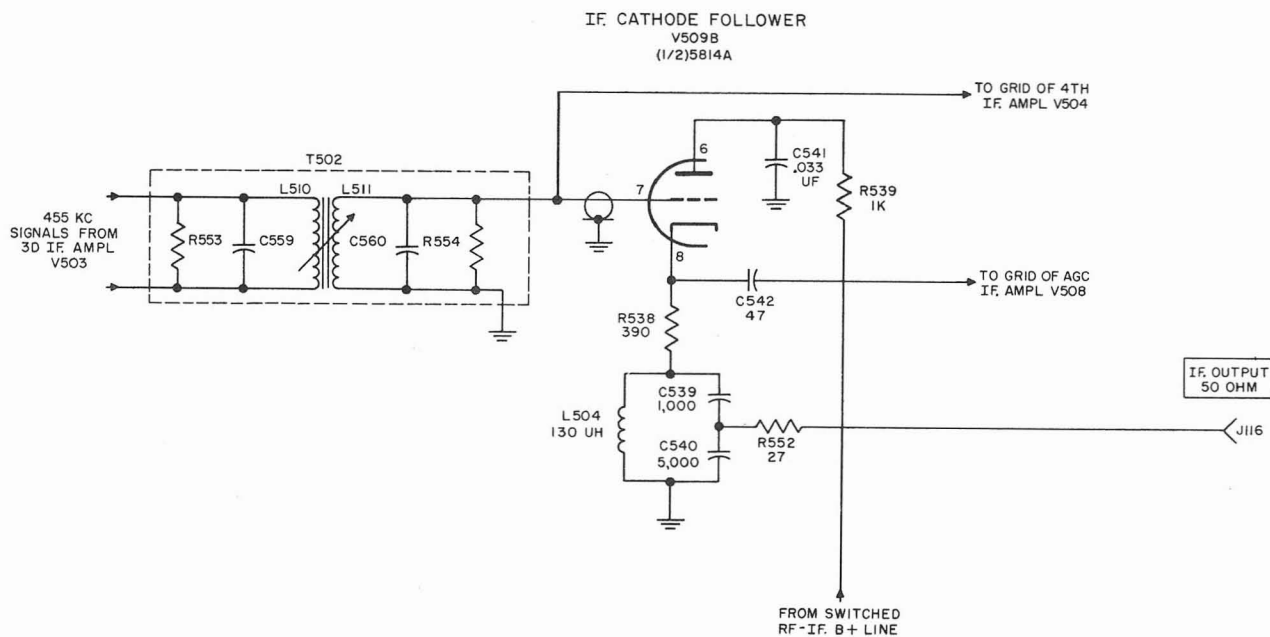 IF. CATHODE FOLLOWER
V509B
(1/2)5814A
TO GRID OF 4TH
IF. AMPL V504
T502
L510
L511
455 KC
SIGNALS FROM
3D IF. AMPL
V503
R553
C559
C560
R554
7
6
8
C541
.033
UF
R539
1K
TO GRID OF AGC
IF. AMPL V508
C542
47
R538
390
L504
130 UH
C539
1,000
C540
5,000
R552
27
IF. OUTPUT
50 OHM
J116
FROM SWITCHED
RF-IF. B+ LINE